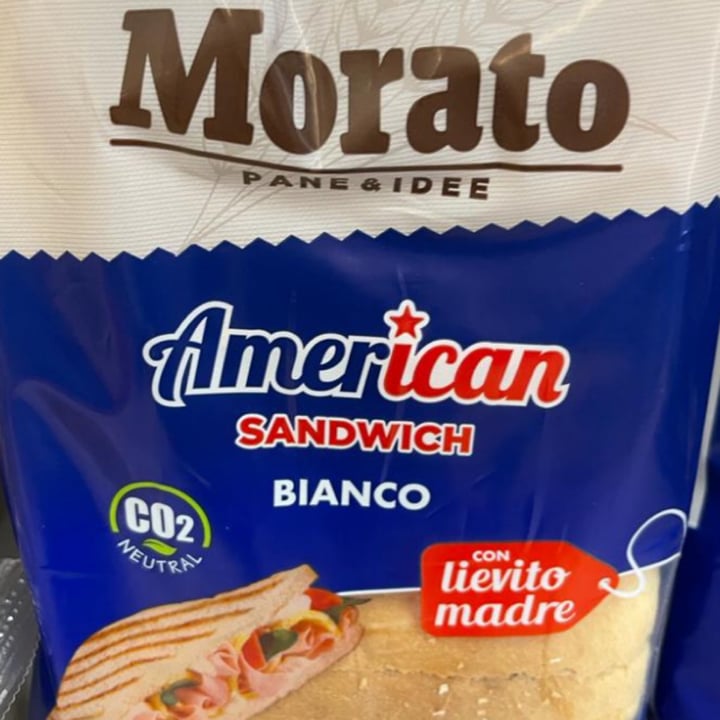 Morato
PANE & IDEE
American
SANDWICH
BIANCO
CO2
NEUTRAL
CON
lievito
madre